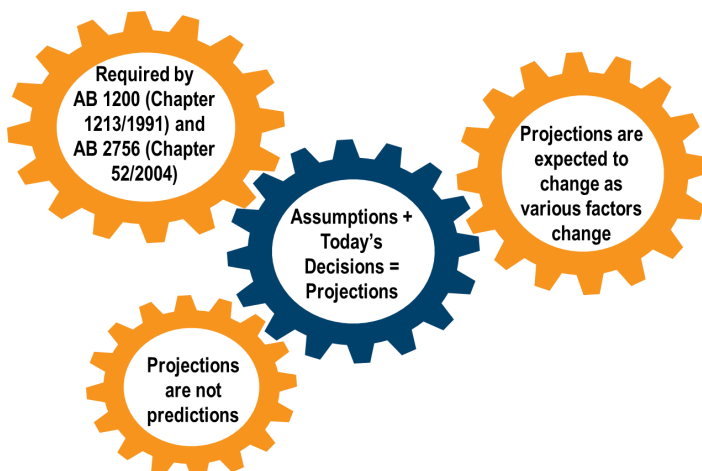 Required by
AB 1200 (Chapter
1213/1991) and
AB 2756 (Chapter
52/2004)
Assumptions +
Today's
Decisions =
Projections
Projections are
expected to
change as
various factors
change
Projections
are not
predictions